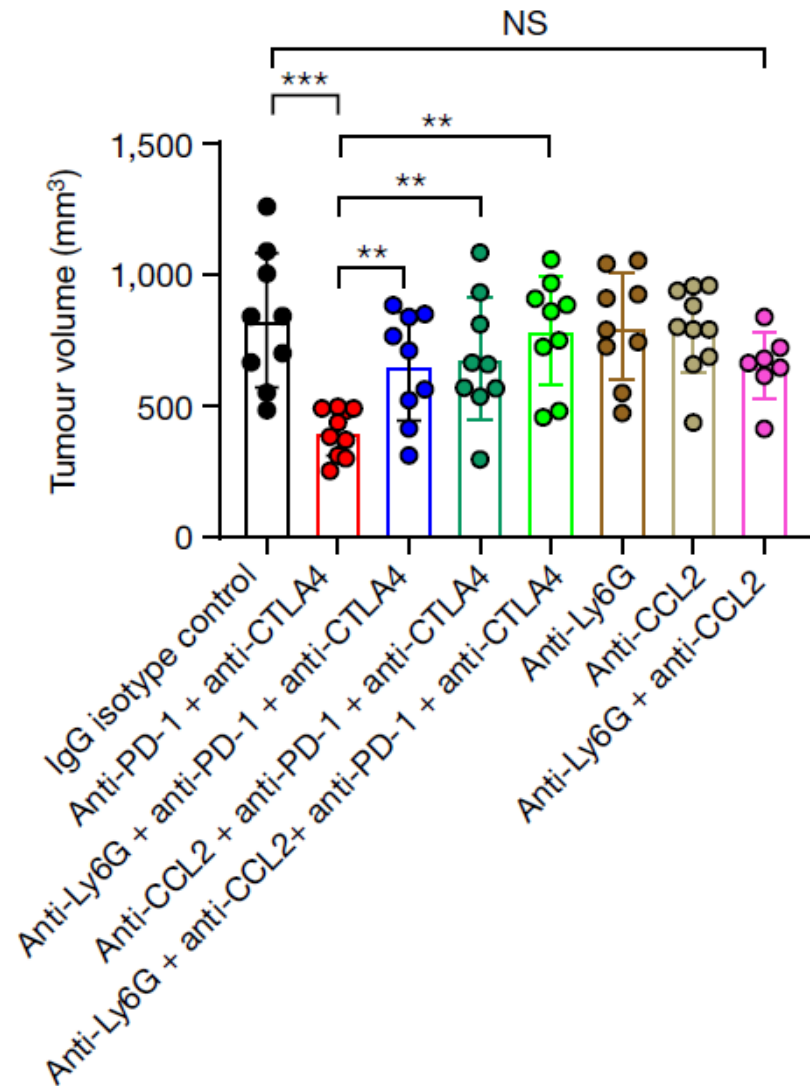 NS
***
**
**
**
Tumour volume (mm³)
1,500
1,000
500
0
IgG isotype control
Anti-PD-1 + anti-CTLA4
Anti-Ly6G + anti-PD-1 + anti-CTLA4
Anti-CCL2 + anti-PD-1 + anti-CTLA4
Anti-Ly6G + anti-CCL2+ anti-PD-1 + anti-CTLA4
Anti-Ly6G
Anti-CCL2
Anti-Ly6G + anti-CCL2